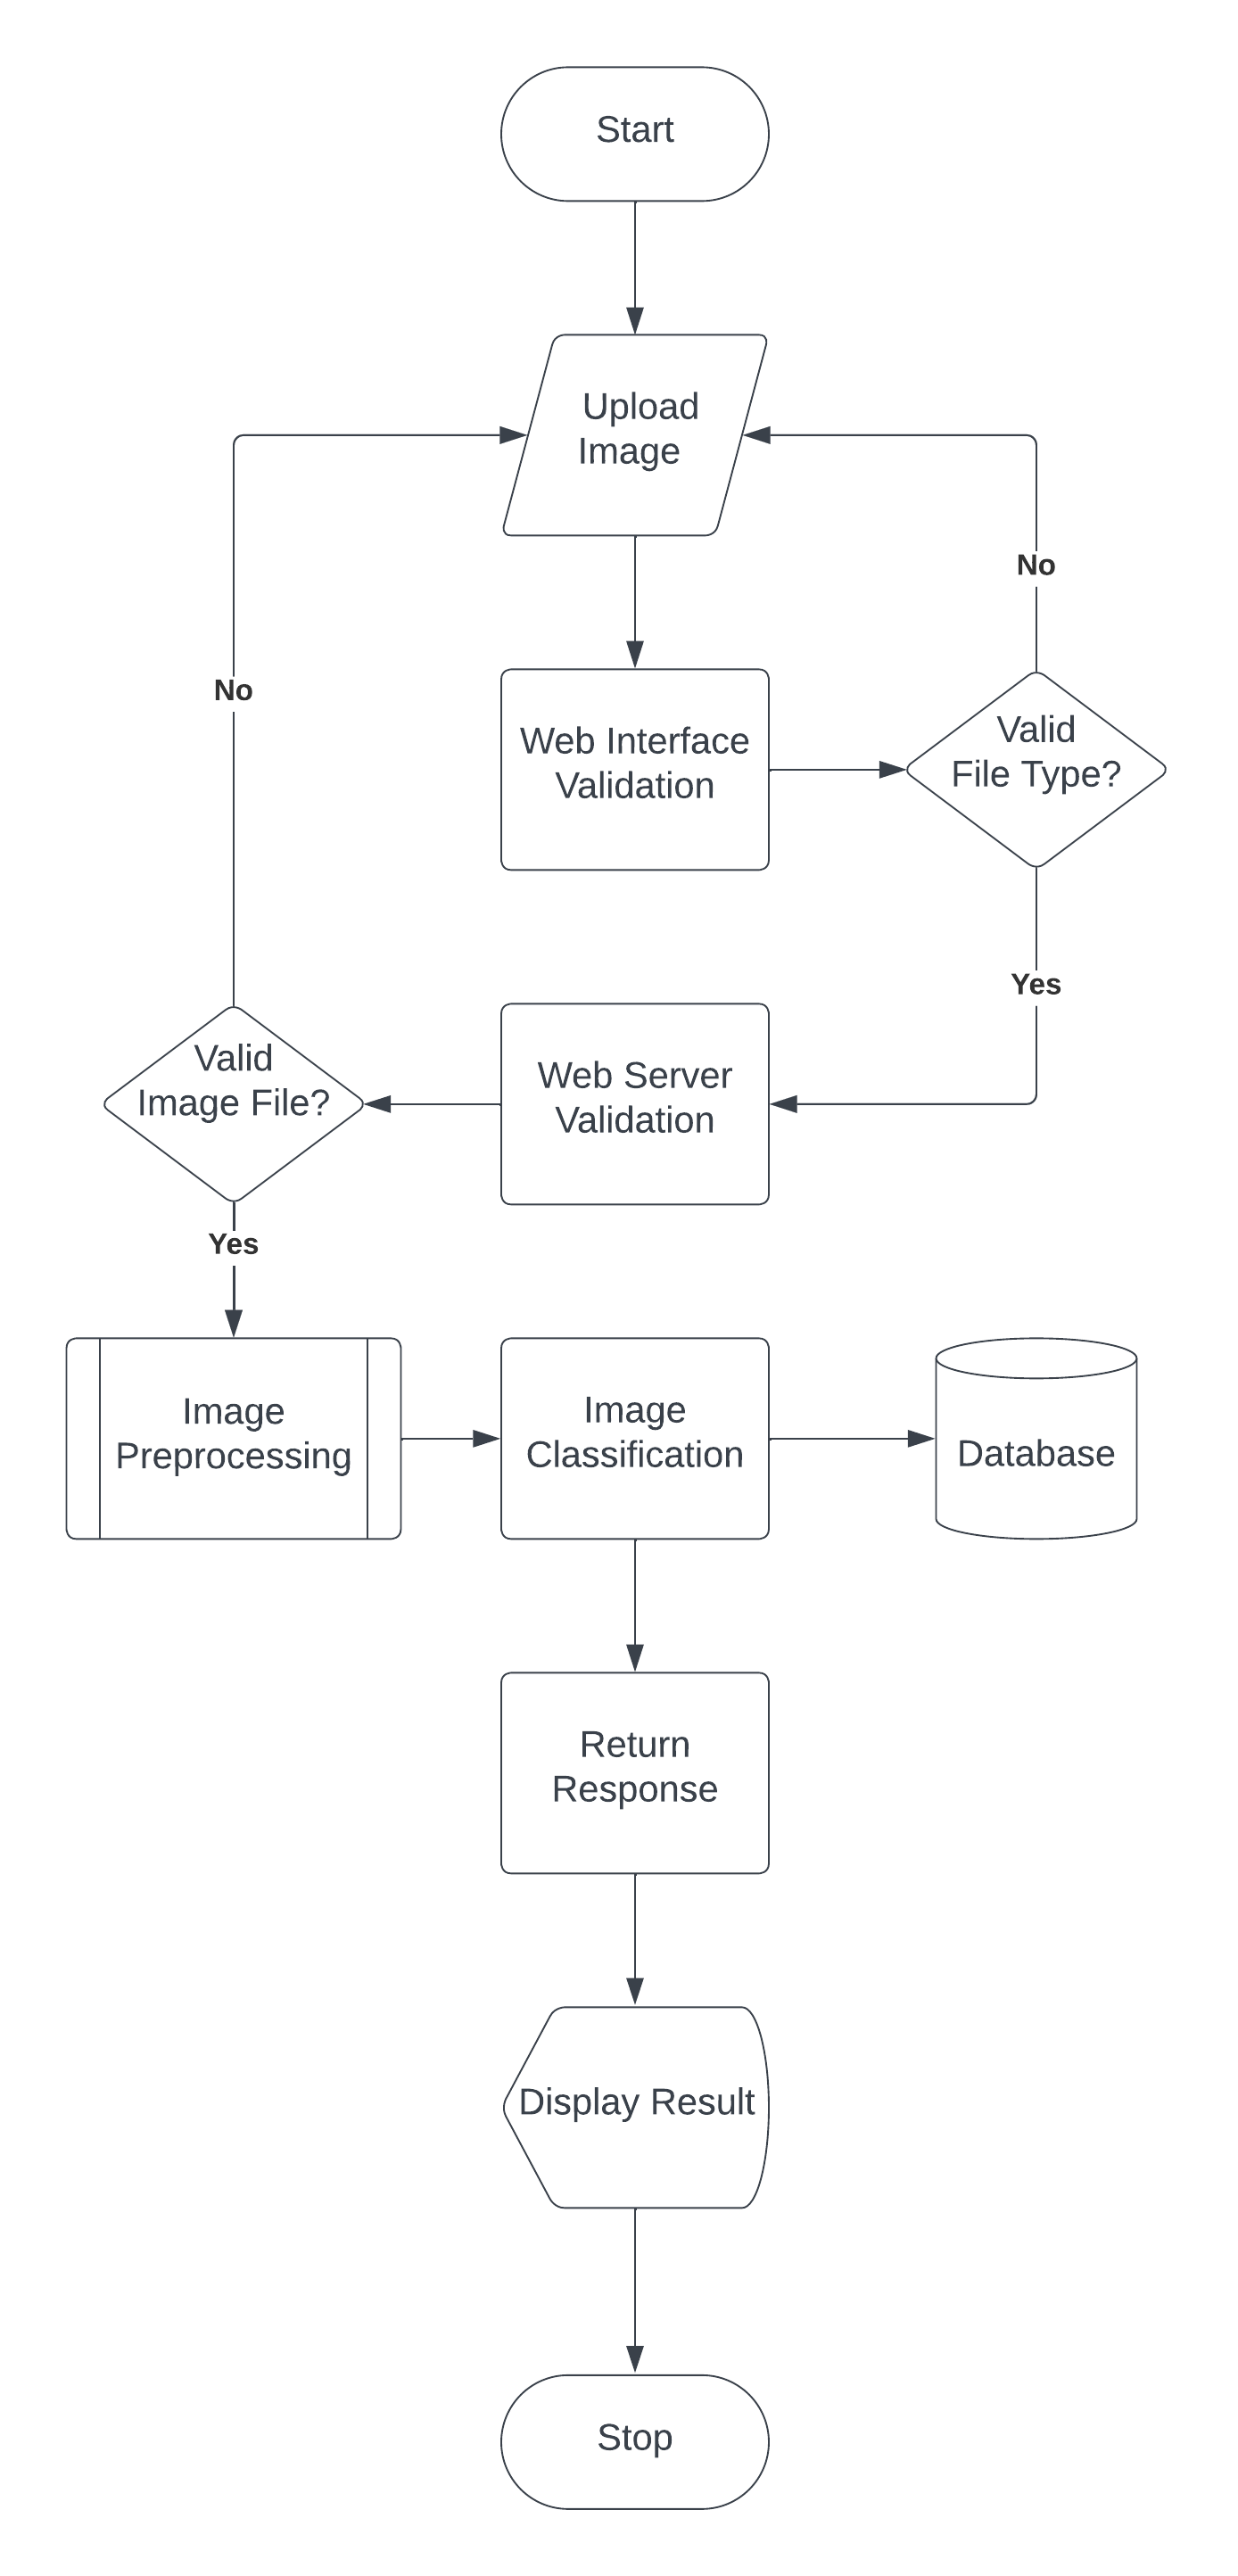 Start
Upload
Image
No
No
Web Interface
Validation
Valid
File Type?
Yes
Web Server
Validation
Valid
Image File?
Yes
Image
Preprocessing
Image
Classification
Database
Return
Response
Display Result
Stop